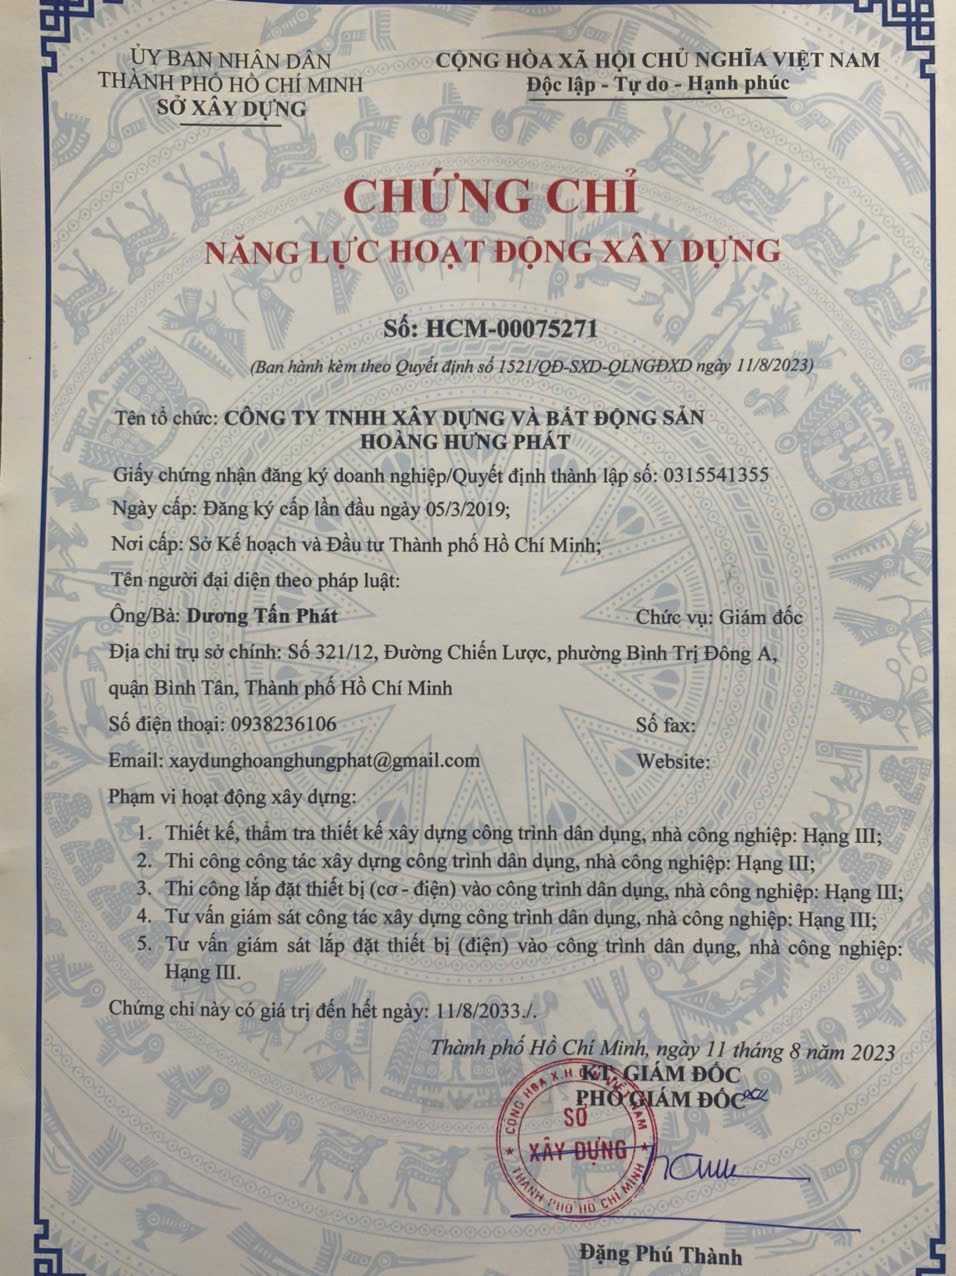 ỦY BAN NHÂN DÂN
THÀNH PHỐ HỒ CHÍ MINH
SỞ XÂY DỰNG
CỘNG HÒA XÃ HỘI CHỦ NGHĨA VIỆT NAM
Độc lập - Tự do - Hạnh phúc
CHỨNG CHỈ
NĂNG LỰC HOẠT ĐỘNG XÂY DỰNG
Số: HCM-00075271
(Ban hành kèm theo Quyết định số 1521/QĐ-SXD-QLNGĐXD ngày 11/8/2023)
Tên tổ chức: CÔNG TY TNHH XÂY DỰNG VÀ BẤT ĐỘNG SẢN
HOÀNG HƯNG PHÁT
Giấy chứng nhận đăng ký doanh nghiệp/Quyết định thành lập số: 0315541355
Ngày cấp: Đăng ký cấp lần đầu ngày 05/3/2019;
Nơi cấp: Sở Kế hoạch và Đầu tư Thành phố Hồ Chí Minh;
Tên người đại diện theo pháp luật:
Ông/Bà: Dương Tấn Phát Chức vụ: Giám đốc
Địa chỉ trụ sở chính: Số 321/12, Đường Chiến Lược, phường Bình Trị Đông A,
quận Bình Tân, Thành phố Hồ Chí Minh
Số điện thoại: 0938236106 Số fax:
Email: xaydunghoanghungphat@gmail.com Website:
Phạm vi hoạt động xây dựng:
1. Thiết kế, thẩm tra thiết kế xây dựng công trình dân dụng, nhà công nghiệp: Hạng III;
2. Thi công công tác xây dựng công trình dân dụng, nhà công nghiệp: Hạng III;
3. Thi công lắp đặt thiết bị (cơ - điện) vào công trình dân dụng, nhà công nghiệp: Hạng III;
4. Tư vấn giám sát công tác xây dựng công trình dân dụng, nhà công nghiệp: Hạng III;
5. Tư vấn giám sát lắp đặt thiết bị (điện) vào công trình dân dụng, nhà công nghiệp:
Hạng III.
Chứng chỉ này có giá trị đến hết ngày: 11/8/2033./.
Thành phố Hồ Chí Minh, ngày 11 tháng 8 năm 2023
KT. GIÁM ĐỐC
PHÓ GIÁM ĐỐC
SỞ
XÂY DỰNG
THÀNH PHỐ HỒ CHÍ MINH
Đặng Phú Thành